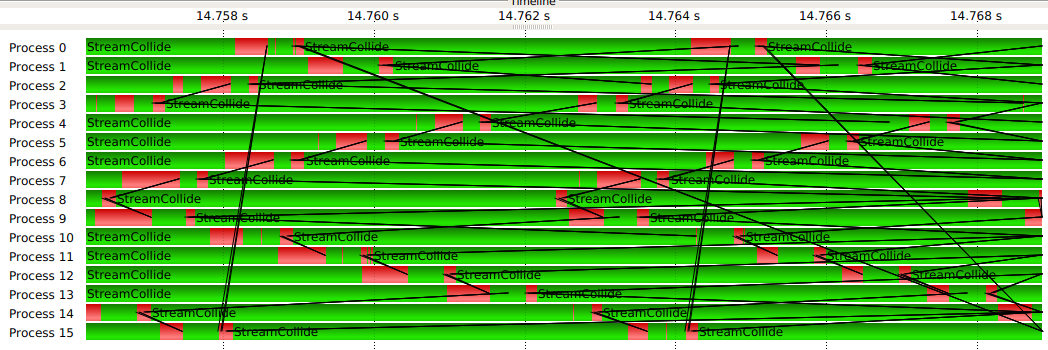 Timeline
14.758 s 14.760 s 14.762 s 14.764 s 14.766 s 14.768 s
Process 0 StreamCollide StreamCollide StreamCollide
Process 1 StreamCollide StreamCollide StreamCollide
Process 2 StreamCollide StreamCollide StreamCollide
Process 3 StreamCollide StreamCollide StreamCollide
Process 4 StreamCollide StreamCollide
Process 5 StreamCollide StreamCollide StreamCollide
Process 6 StreamCollide StreamCollide StreamCollide
Process 7 StreamCollide StreamCollide StreamCollide
Process 8 StreamCollide StreamCollide
Process 9 StreamCollide StreamCollide StreamCollide
Process 10 StreamCollide StreamCollide StreamCollide
Process 11 StreamCollide StreamCollide StreamCollide
Process 12 StreamCollide StreamCollide StreamCollide
Process 13 StreamCollide StreamCollide
Process 14 StreamCollide StreamCollide
Process 15 StreamCollide StreamCollide